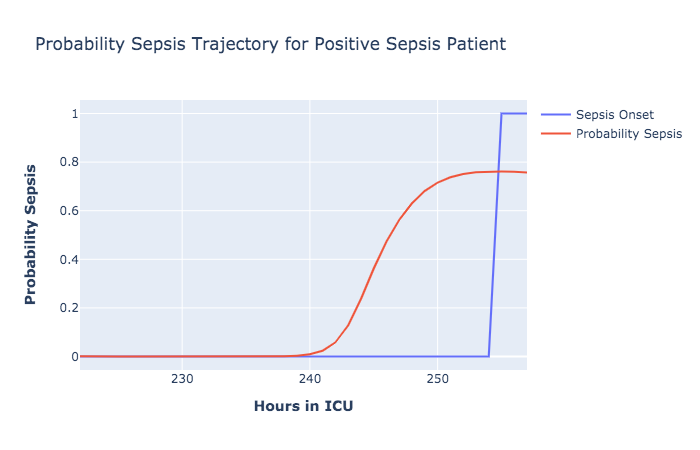 Probability Sepsis Trajectory for Positive Sepsis Patient
Sepsis Onset
Probability Sepsis
1
0.8
0.6
0.4
0.2
0
Probability Sepsis
230
240
250
Hours in ICU